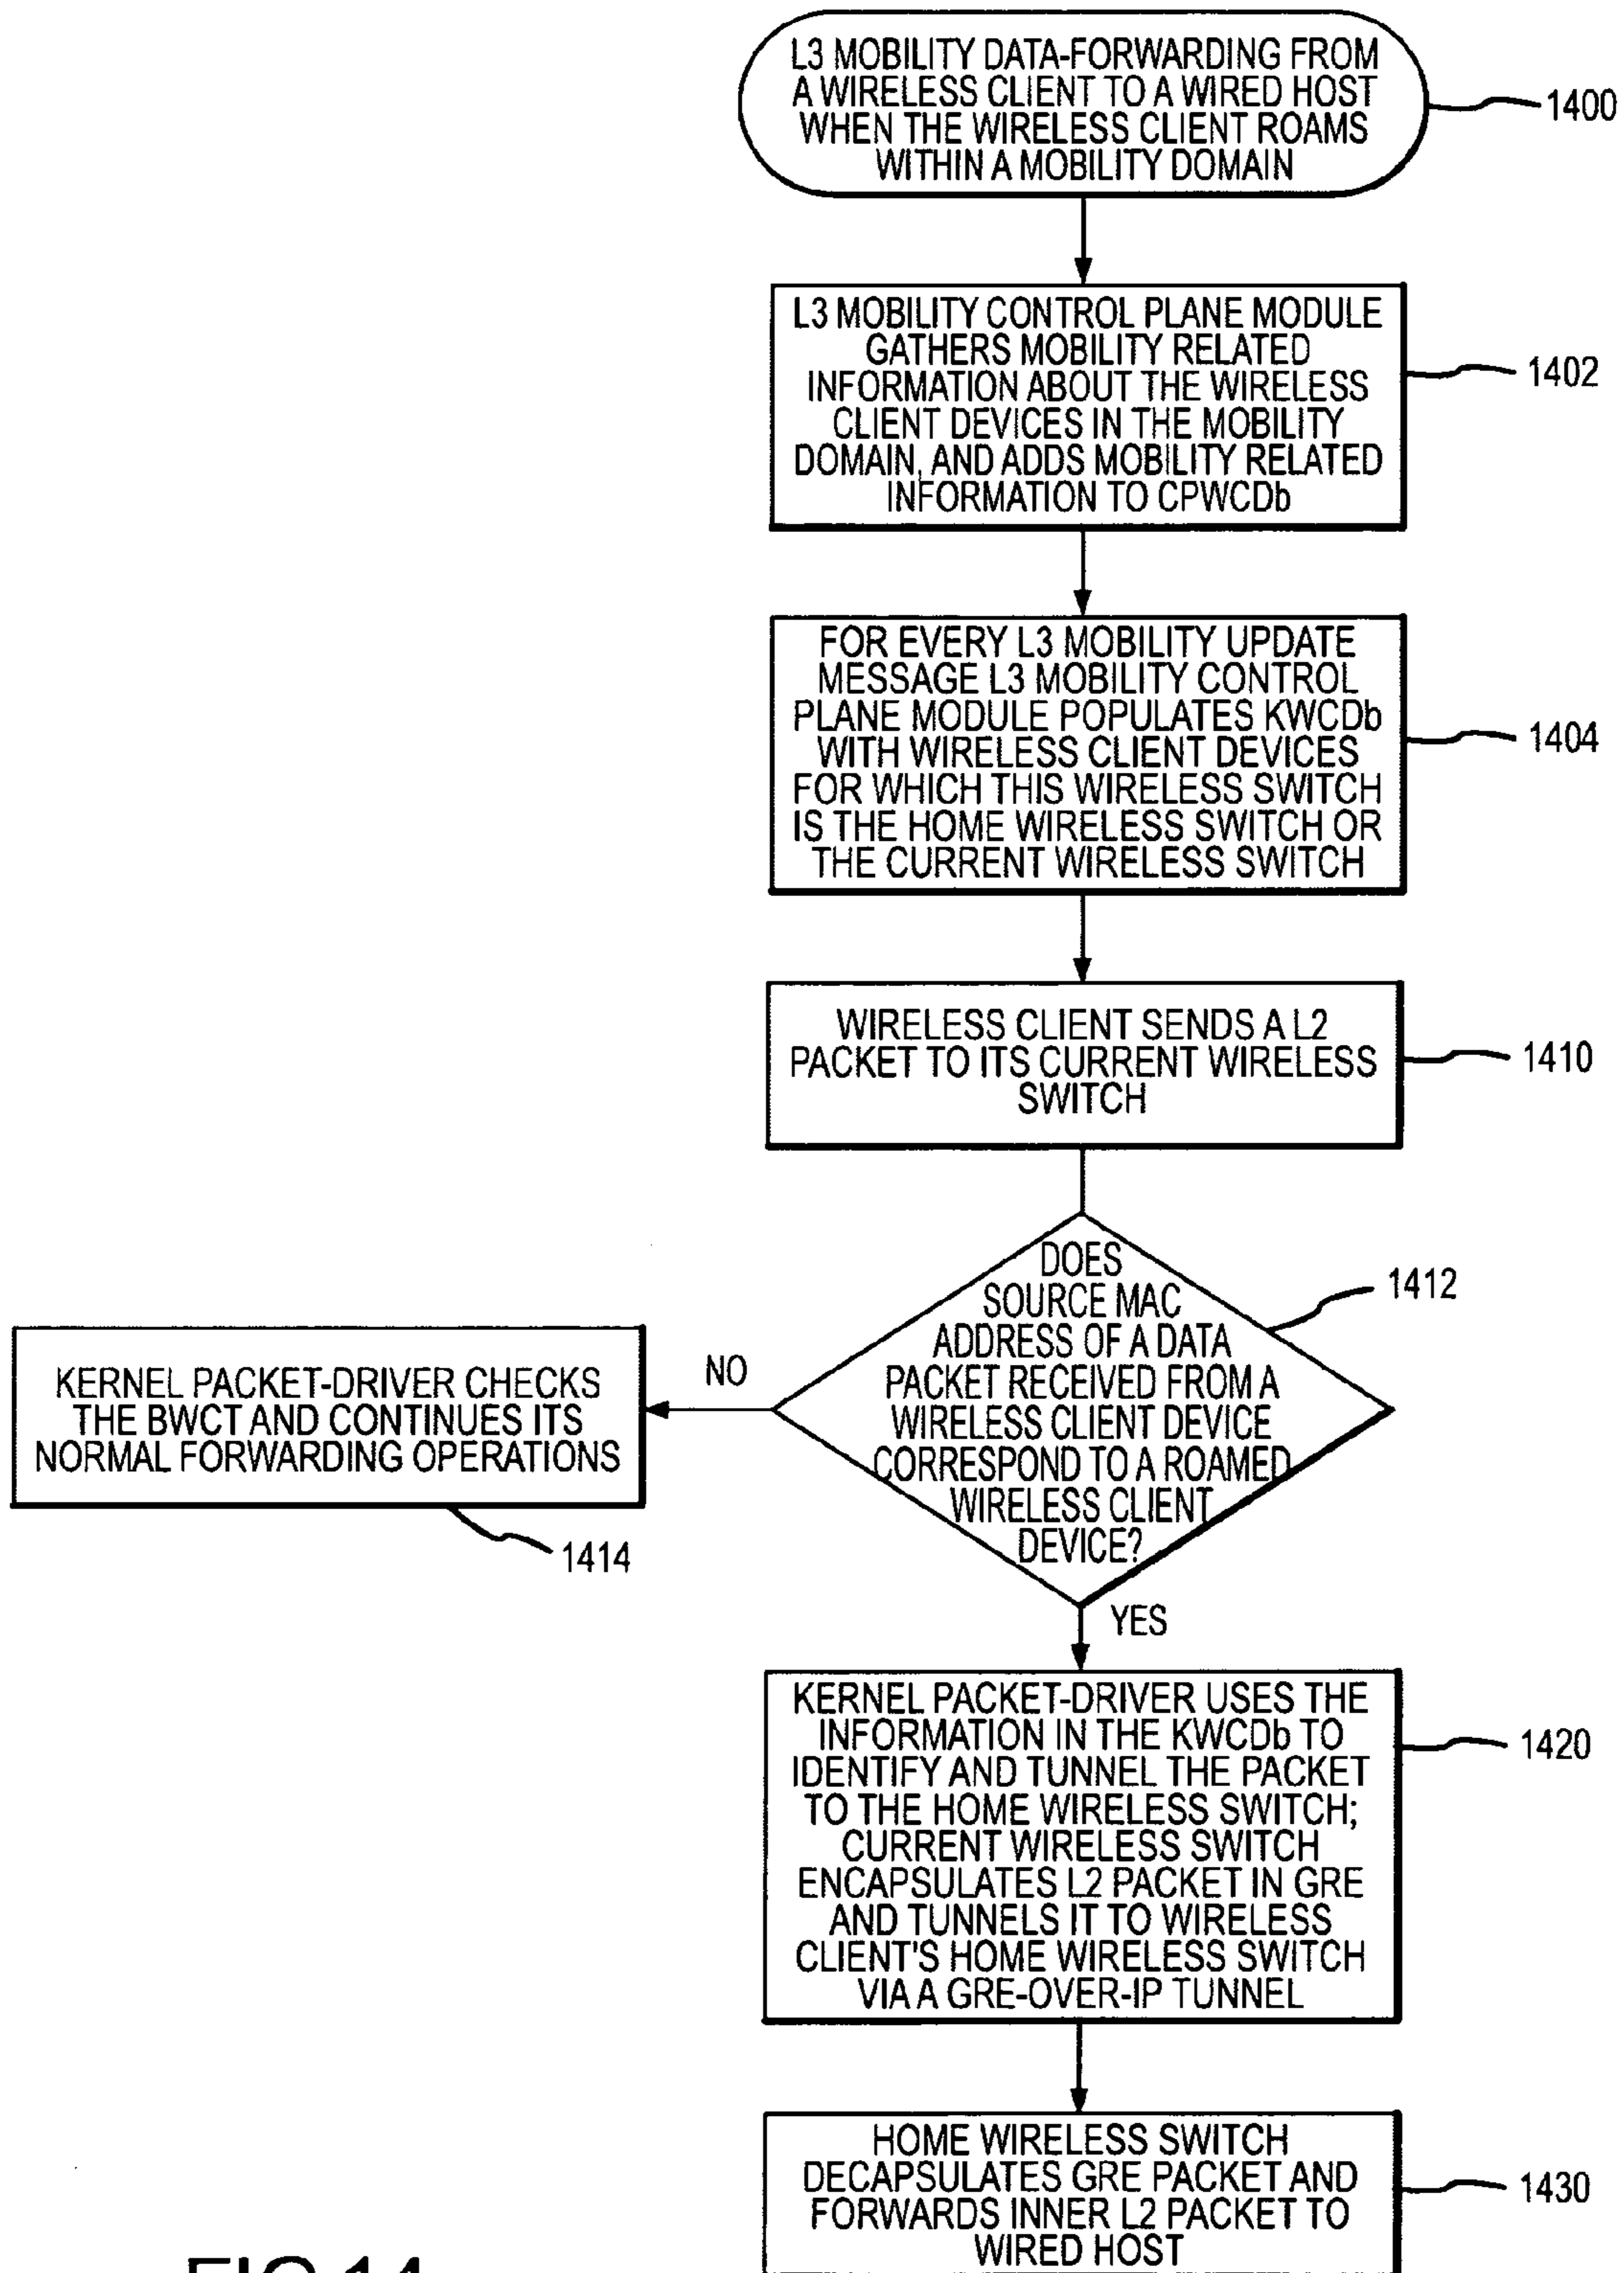 L3 MOBILITY DATA-FORWARDING FROM
A WIRELESS CLIENT TO A WIRED HOST
WHEN THE WIRELESS CLIENT ROAMS
WITHIN A MOBILITY DOMAIN
1400
L3 MOBILITY CONTROL PLANE MODULE
GATHERS MOBILITY RELATED
INFORMATION ABOUT THE WIRELESS
CLIENT DEVICES IN THE MOBILITY
DOMAIN, AND ADDS MOBILITY RELATED
INFORMATION TO CPWCDb
1402
FOR EVERY L3 MOBILITY UPDATE
MESSAGE L3 MOBILITY CONTROL
PLANE MODULE POPULATES KWCDb
WITH WIRELESS CLIENT DEVICES
FOR WHICH THIS WIRELESS SWITCH
IS THE HOME WIRELESS SWITCH OR
THE CURRENT WIRELESS SWITCH
1404
WIRELESS CLIENT SENDS A L2
PACKET TO ITS CURRENT WIRELESS
SWITCH
1410
DOES
SOURCE MAC
ADDRESS OF A DATA
PACKET RECEIVED FROM A
WIRELESS CLIENT DEVICE
CORRESPOND TO A ROAMED
WIRELESS CLIENT
DEVICE?
1412
NO
KERNEL PACKET-DRIVER CHECKS
THE BWCT AND CONTINUES ITS
NORMAL FORWARDING OPERATIONS
1414
YES
KERNEL PACKET-DRIVER USES THE
INFORMATION IN THE KWCDb TO
IDENTIFY AND TUNNEL THE PACKET
TO THE HOME WIRELESS SWITCH;
CURRENT WIRELESS SWITCH
ENCAPSULATES L2 PACKET IN GRE
AND TUNNELS IT TO WIRELESS
CLIENT'S HOME WIRELESS SWITCH
VIA A GRE-OVER-IP TUNNEL
1420
HOME WIRELESS SWITCH
DECAPSULATES GRE PACKET AND
FORWARDS INNER L2 PACKET TO
WIRED HOST
1430
FIG.14